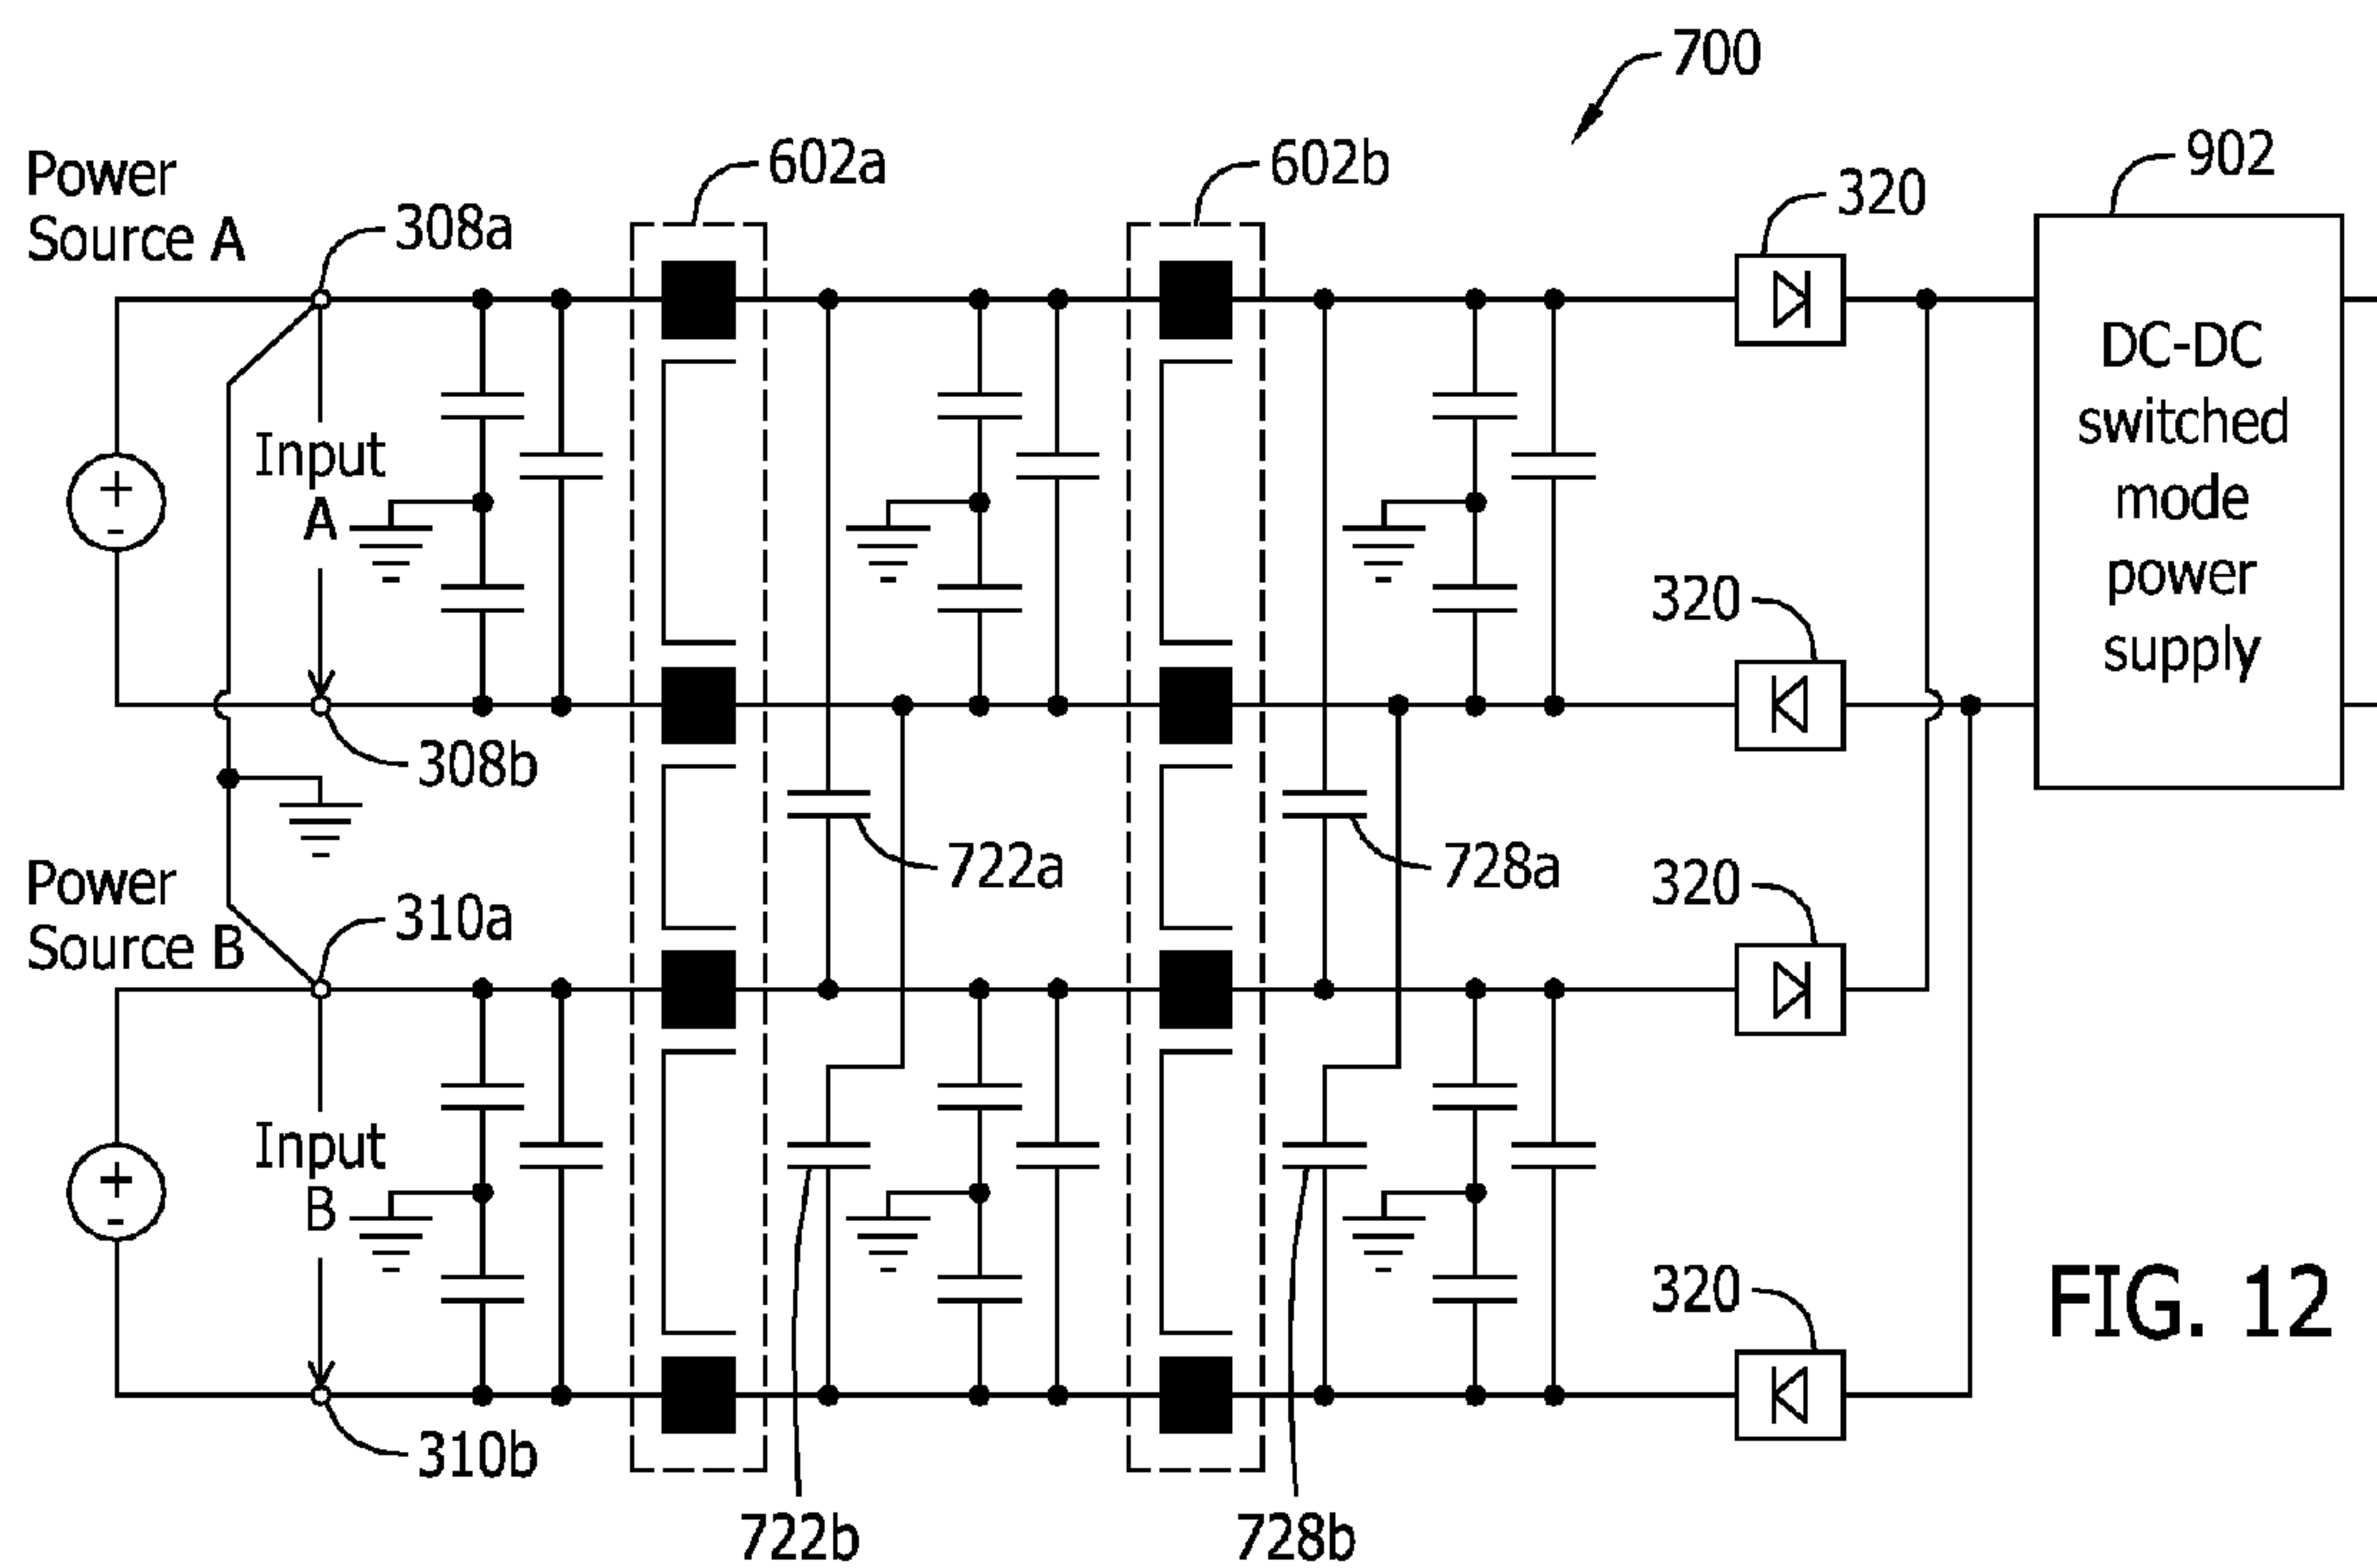 700
902
602a
602b
Power
Source A
320
308a
DC-DC
switched
mode
power
supply
Input
A
+
-
320
308b
722a
728a
320
Power
Source B
310a
Input
B
+
-
320
FIG. 12
310b
722b
728b